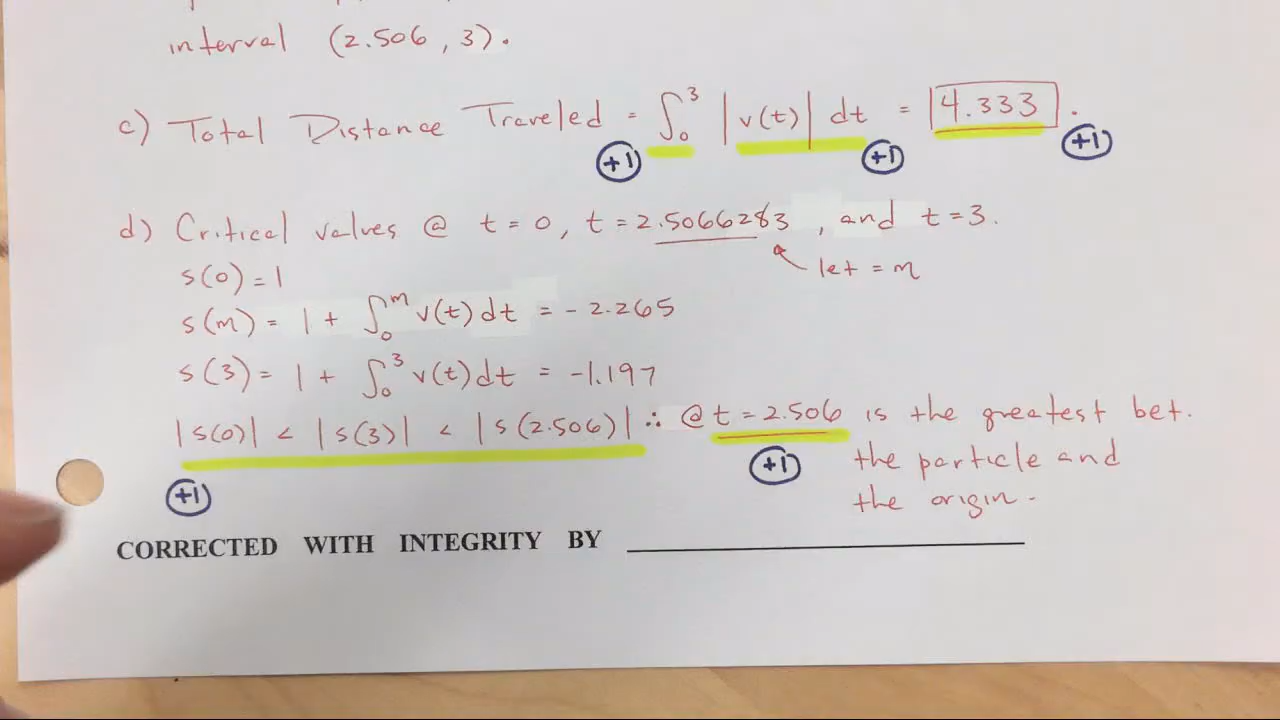 interval (2.506 , 3).
c) Total Distance Traveled = ∫₀³ |v(t)| dt = 4.333 .
+1 +1 +1
d) Critical values @ t=0, t=2.5066283 , and t=3.
let = m
s(0)=1
s(m) = 1 + ∫₀ᵐ v(t) dt = -2.265
s(3) = 1 + ∫₀³ v(t)dt = -1.197
|s(0)| < |s(3)| < |s(2.506)| ∴ @ t=2.506 is the greatest bet.
+1 the particle and
+1 the origin.
CORRECTED WITH INTEGRITY BY